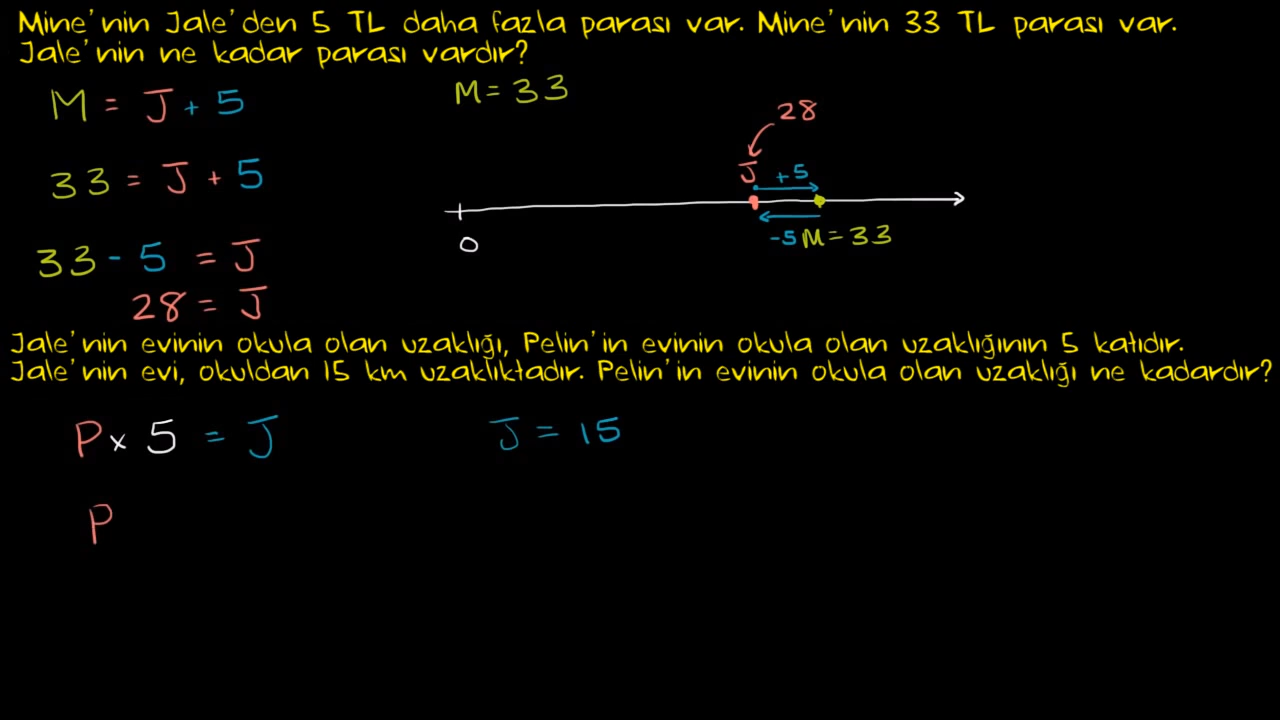 Mine'nin Jale'den 5 TL daha fazla parası var. Mine'nin 33 TL parası var.
Jale'nin ne kadar parası vardır?
M = J + 5
M = 33
28
33 = J + 5
J +5
0
-5 M = 33
33 - 5 = J
28 = J
Jale'nin evinin okula olan uzaklığı, Pelin'in evinin okula olan uzaklığının 5 katıdır.
Jale'nin evi, okuldan 15 km uzaklıktadır. Pelin'in evinin okula olan uzaklığı ne kadardır?
P x 5 = J
J = 15
P